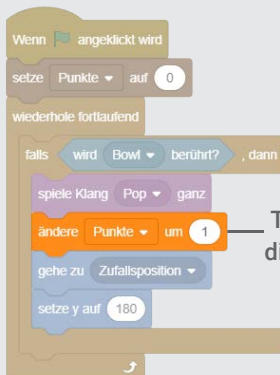 Wenn angeklickt wird
setze Punkte auf 0
wiederhole fortlaufend
falls wird Bowl berührt? , dann
spiele Klang Pop ganz
ändere Punkte um 1
gehe zu Zufallsposition
setze y auf 180